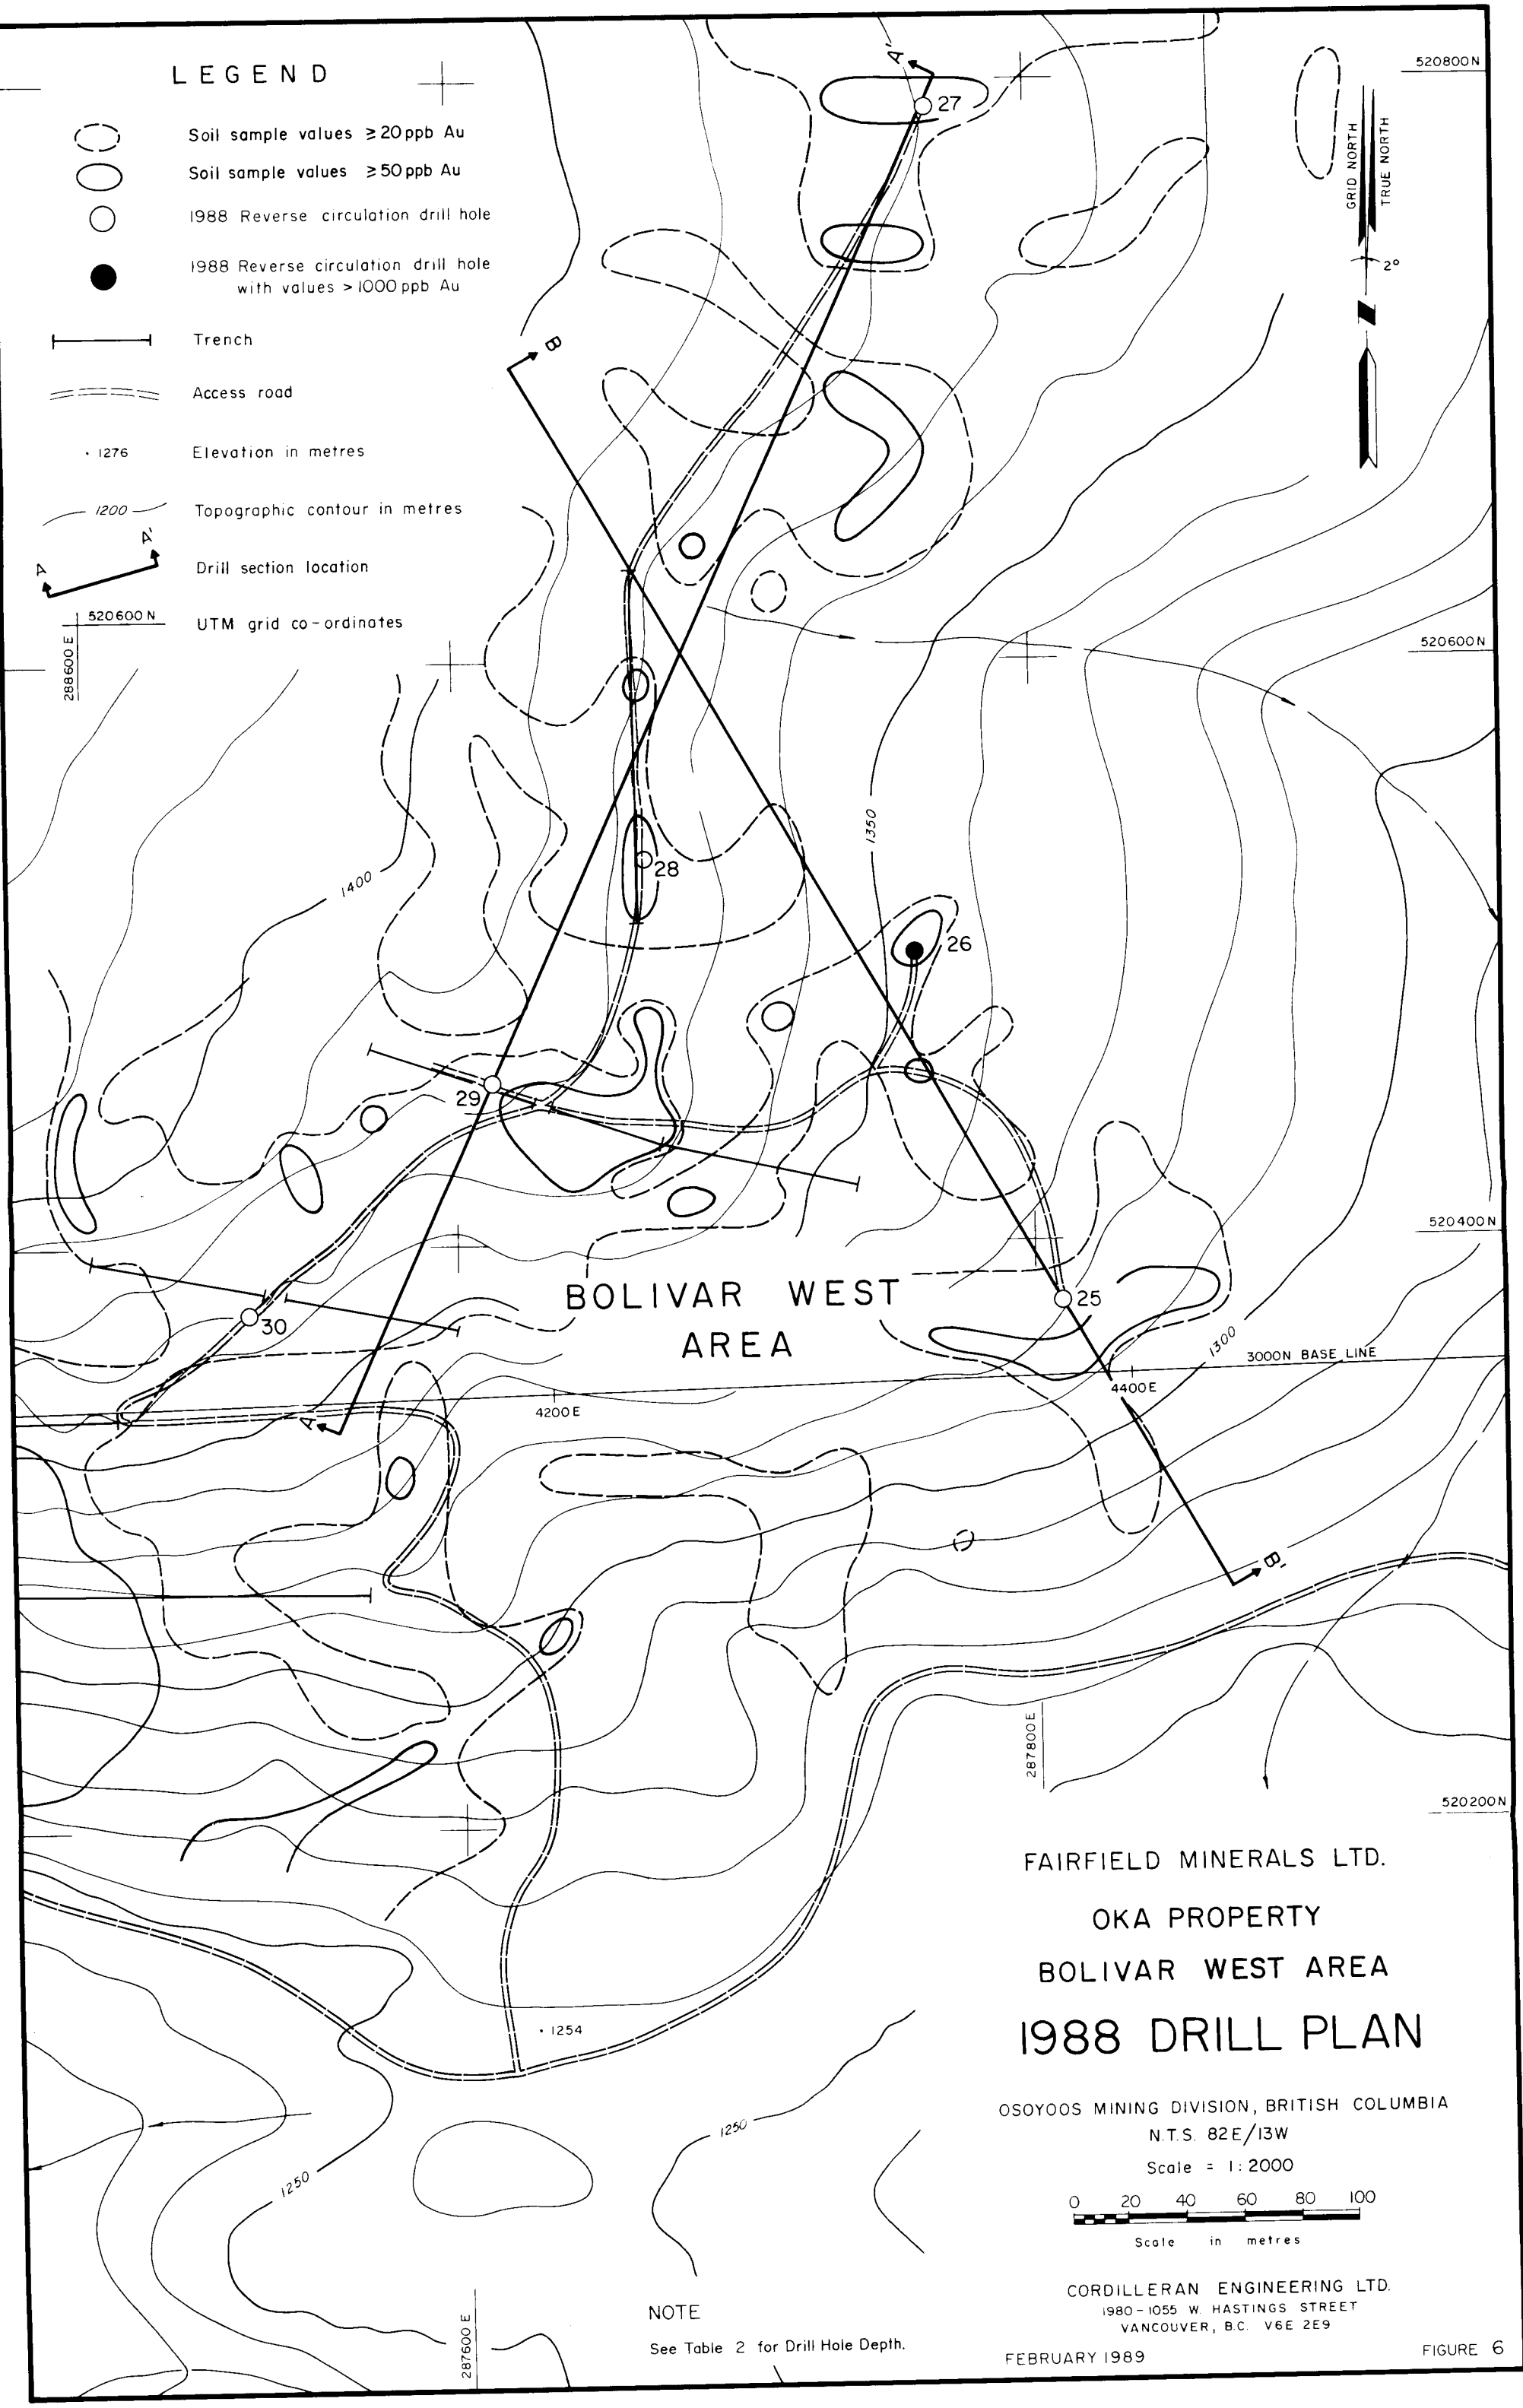 LEGEND
Soil sample values ≥ 20 ppb Au
Soil sample values ≥ 50 ppb Au
1988 Reverse circulation drill hole
1988 Reverse circulation drill hole
with values > 1000 ppb Au
Trench
Access road
· 1276 Elevation in metres
1200 Topographic contour in metres
A A' Drill section location
520600 N UTM grid co-ordinates
288600 E
A'
27
520800 N
GRID NORTH
TRUE NORTH
2°
B
520600 N
1350
28
1400
26
29
520400 N
BOLIVAR WEST
AREA
25
30
1300
3000N BASE LINE
4400E
4200E
A
B'
287800E
520200N
FAIRFIELD MINERALS LTD.
OKA PROPERTY
BOLIVAR WEST AREA
1988 DRILL PLAN
· 1254
OSOYOOS MINING DIVISION, BRITISH COLUMBIA
N.T.S. 82E/13W
Scale = 1:2000
1250
1250
0 20 40 60 80 100
Scale in metres
CORDILLERAN ENGINEERING LTD.
1980-1055 W. HASTINGS STREET
VANCOUVER, B.C. V6E 2E9
287600 E
NOTE
See Table 2 for Drill Hole Depth.
FEBRUARY 1989
FIGURE 6